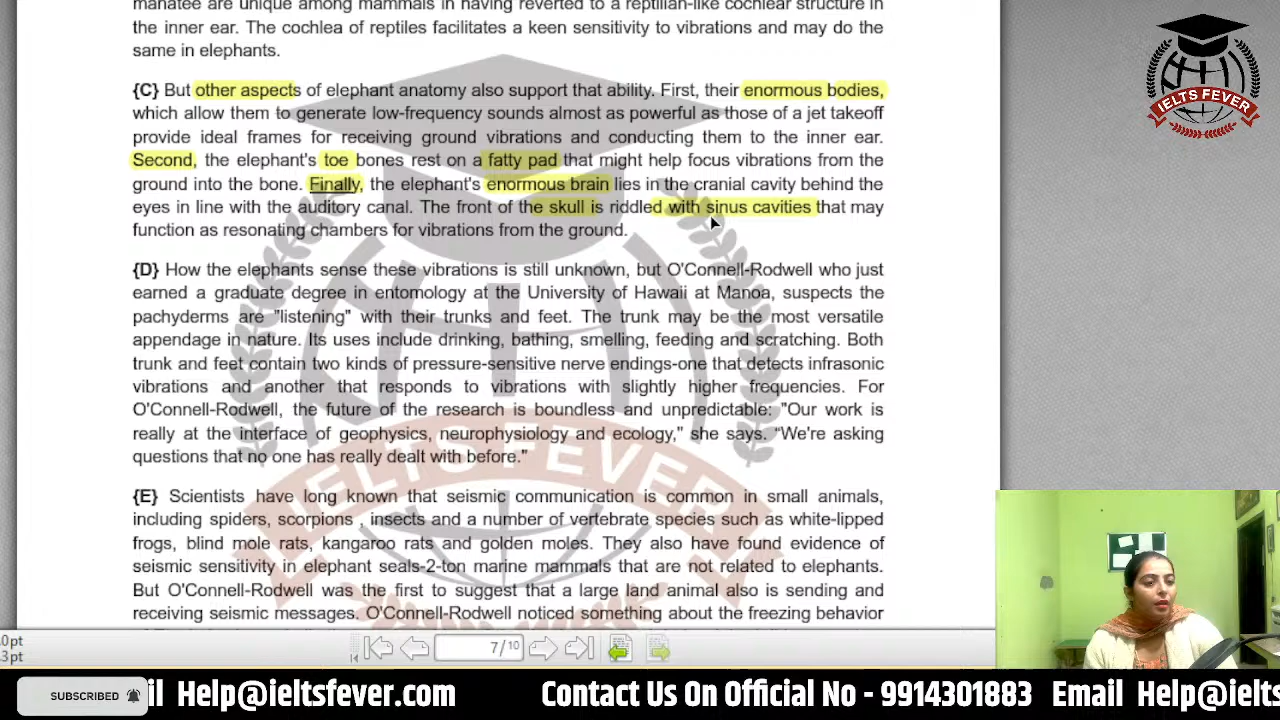 manatee are unique among mammals in having reverted to a reptilian-like cochlear structure in
the inner ear. The cochlea of reptiles facilitates a keen sensitivity to vibrations and may do the
same in elephants.
{C} But other aspects of elephant anatomy also support that ability. First, their enormous bodies,
which allow them to generate low-frequency sounds almost as powerful as those of a jet takeoff
provide ideal frames for receiving ground vibrations and conducting them to the inner ear.
Second, the elephant's toe bones rest on a fatty pad that might help focus vibrations from the
ground into the bone. Finally, the elephant's enormous brain lies in the cranial cavity behind the
eyes in line with the auditory canal. The front of the skull is riddled with sinus cavities that may
function as resonating chambers for vibrations from the ground.
{D} How the elephants sense these vibrations is still unknown, but O'Connell-Rodwell who just
earned a graduate degree in entomology at the University of Hawaii at Manoa, suspects the
pachyderms are "listening" with their trunks and feet. The trunk may be the most versatile
appendage in nature. Its uses include drinking, bathing, smelling, feeding and scratching. Both
trunk and feet contain two kinds of pressure-sensitive nerve endings-one that detects infrasonic
vibrations and another that responds to vibrations with slightly higher frequencies. For
O'Connell-Rodwell, the future of the research is boundless and unpredictable: "Our work is
really at the interface of geophysics, neurophysiology and ecology," she says. "We're asking
questions that no one has really dealt with before."
{E} Scientists have long known that seismic communication is common in small animals,
including spiders, scorpions , insects and a number of vertebrate species such as white-lipped
frogs, blind mole rats, kangaroo rats and golden moles. They also have found evidence of
seismic sensitivity in elephant seals-2-ton marine mammals that are not related to elephants.
But O'Connell-Rodwell was the first to suggest that a large land animal also is sending and
receiving seismic messages. O'Connell-Rodwell noticed something about the freezing behavior
IELTS FEVER
IELTS FEVER
.0 pt
.3 pt
7/10
SUBSCRIBED
il Help@ieltsfever.com Contact Us On Official No - 9914301883 Email Help@ielts